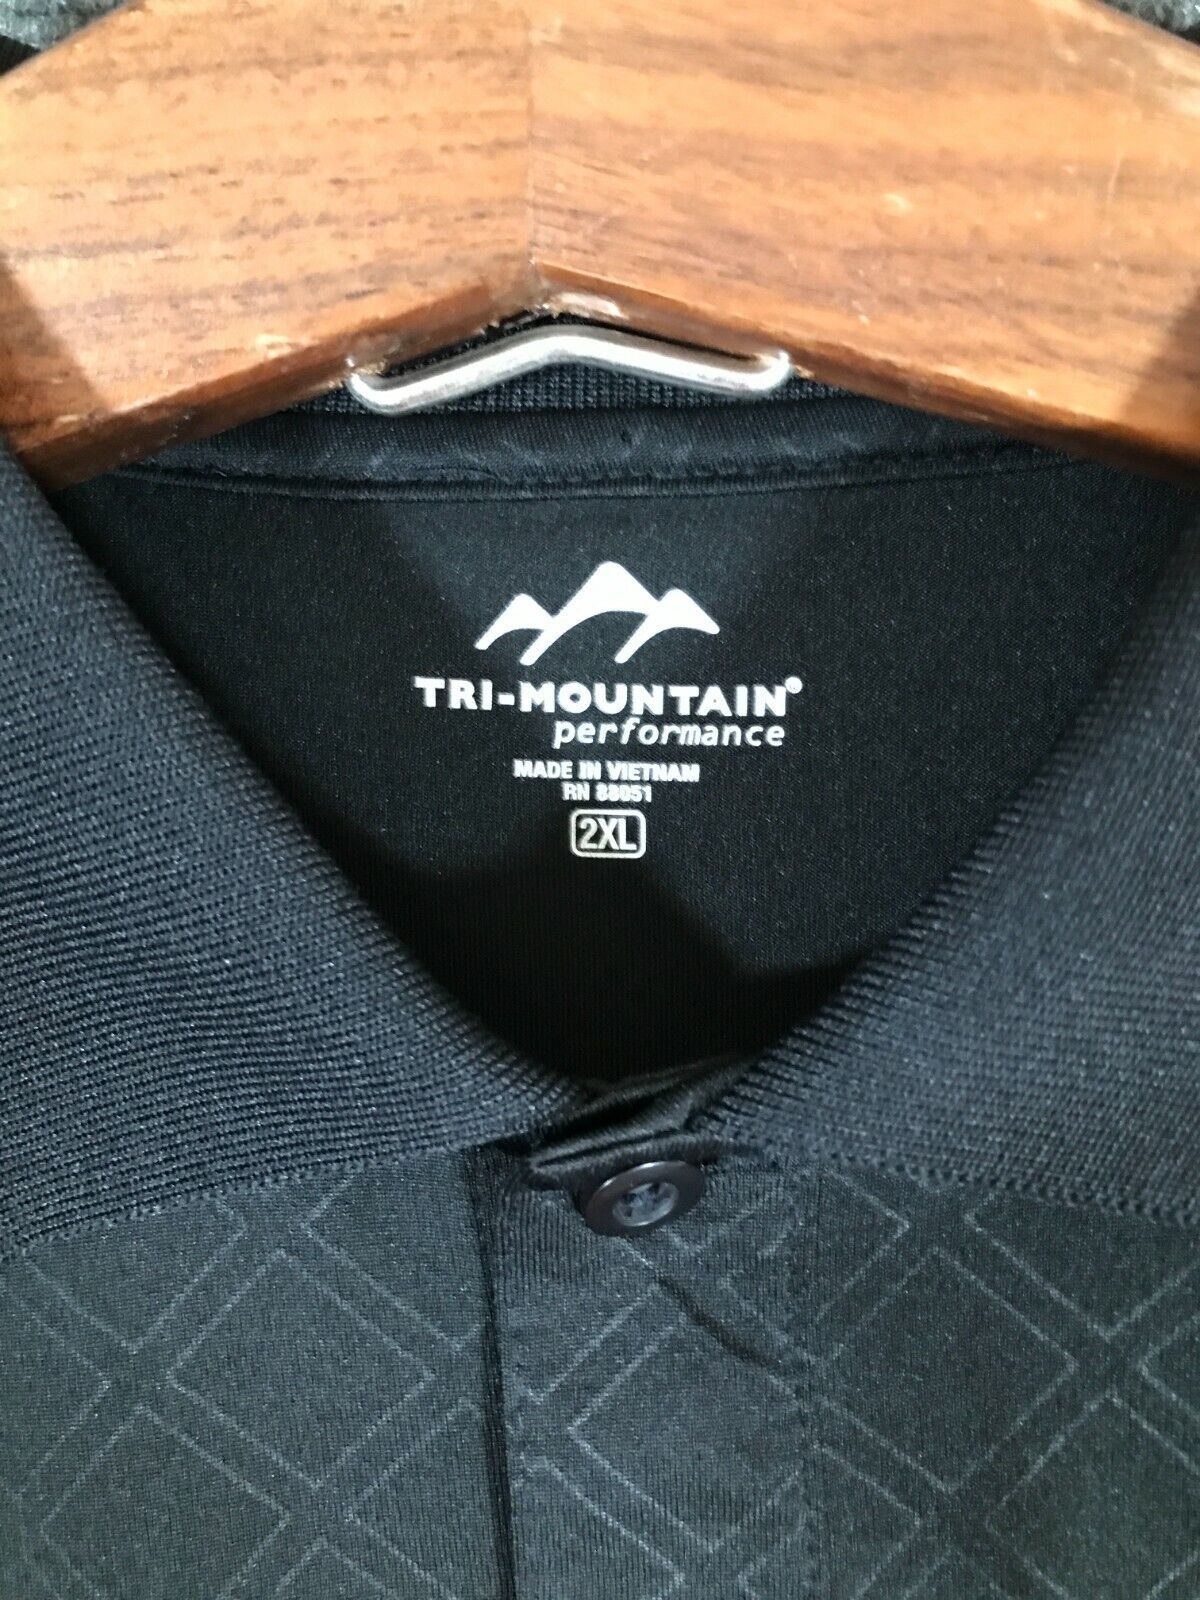 TRI-MOUNTAIN®
performance
MADE IN VIETNAM
RN 88051
2XL